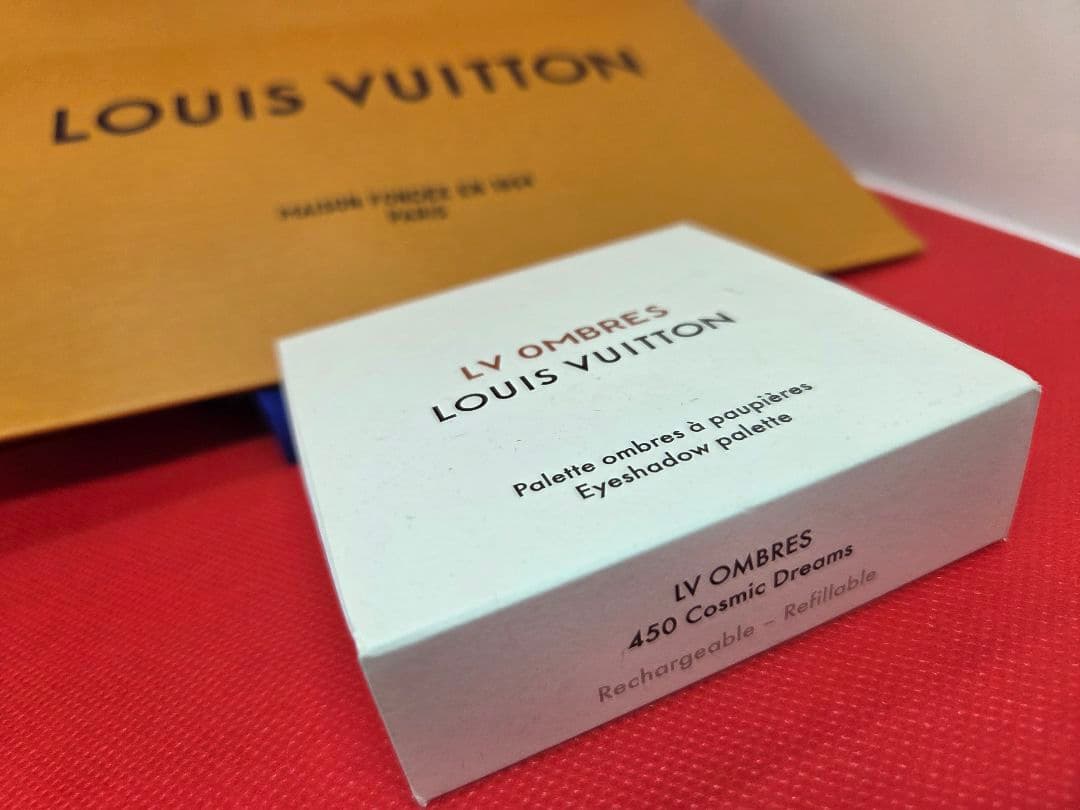 LOUIS VUITTON
MAISON FONDÉE EN 1854
PARIS
LV OMBRES
LOUIS VUITTON
Palette ombres à paupières
Eyeshadow palette
LV OMBRES
450 Cosmic Dreams
Rechargeable – Refillable